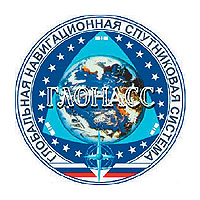 ГЛОБАЛЬНАЯ НАВИГАЦИОННАЯ СПУТНИКОВАЯ СИСТЕМА
ГЛОНАСС